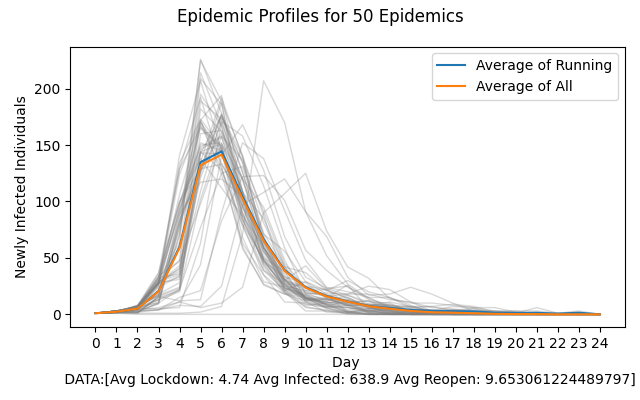 Epidemic Profiles for 50 Epidemics
Average of Running
Average of All
Newly Infected Individuals
200
150
100
50
0
0 1 2 3 4 5 6 7 8 9 10 11 12 13 14 15 16 17 18 19 20 21 22 23 24
Day
DATA:[Avg Lockdown: 4.74 Avg Infected: 638.9 Avg Reopen: 9.653061224489797]